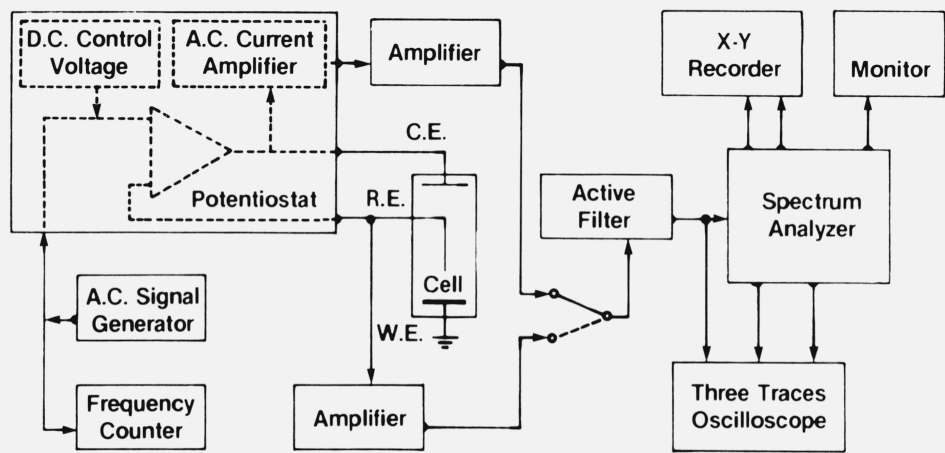 D.C. Control
Voltage
A.C. Current
Amplifier
Amplifier
X-Y
Recorder
Monitor
C.E.
Potentiostat
R.E.
Active
Filter
Spectrum
Analyzer
A.C. Signal
Generator
Cell
W.E.
Frequency
Counter
Amplifier
Three Traces
Oscilloscope